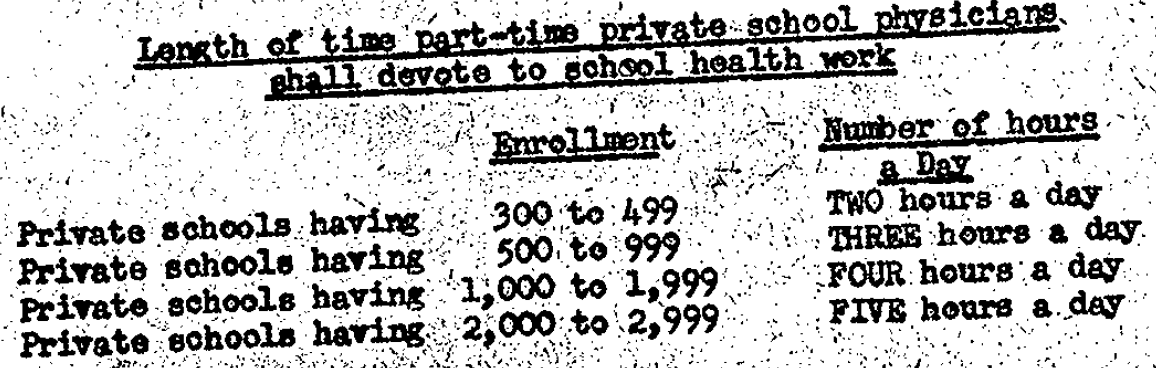 Length of time part-time private school physicians
shall devote to school health work
Enrollment Number of hours
a Day
Private schools having 300 to 499 TWO hours a day
Private schools having 500 to 999 THREE hours a day
Private schools having 1,000 to 1,999 FOUR hours a day
Private schools having 2,000 to 2,999 FIVE hours a day